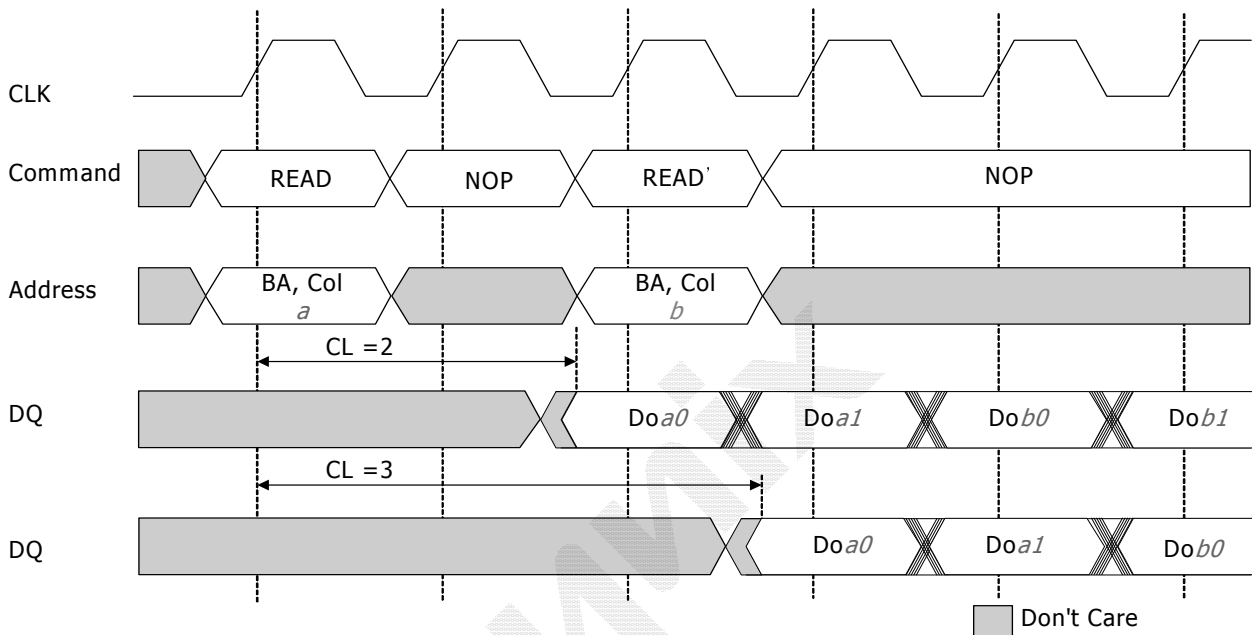 CLK
Command READ NOP READ' NOP
Address BA, Col BA, Col
a b
CL =2
DQ Doa0 Doa1 Dob0 Dob1
CL =3
DQ Doa0 Doa1 Dob0
Don't Care